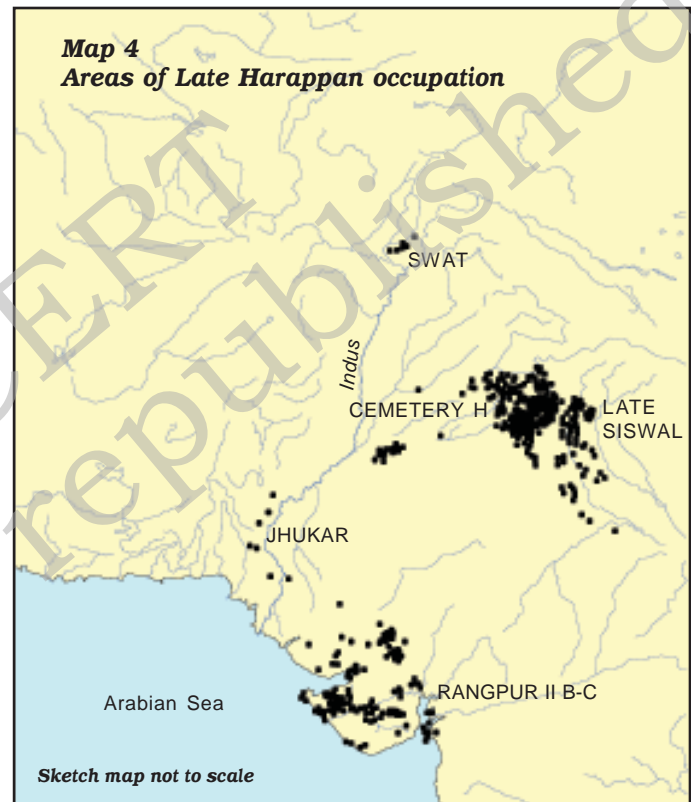 Map 4
Areas of Late Harappan occupation
SWAT
Indus
CEMETERY H
LATE
SISWAL
JHUKAR
RANGPUR II B-C
Arabian Sea
Sketch map not to scale
CERT
republished